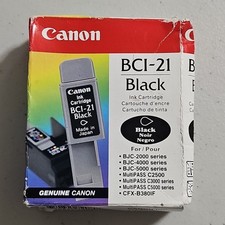 Canon
BCI-21
Black
Ink Cartridge
Cartouche d'encre
Cartucho de tinta
Canon
Ink Cartridge
BCI-21
Black
Made in Japan
Black
Noir
Negro
For / Pour
• BJC-2000 series
• BJC-4000 series
• BJC-5000 series
• MultiPASS C2500
• MultiPASS C3000 series
• MultiPASS C5000 series
• CFX-B380IF
GENUINE CANON